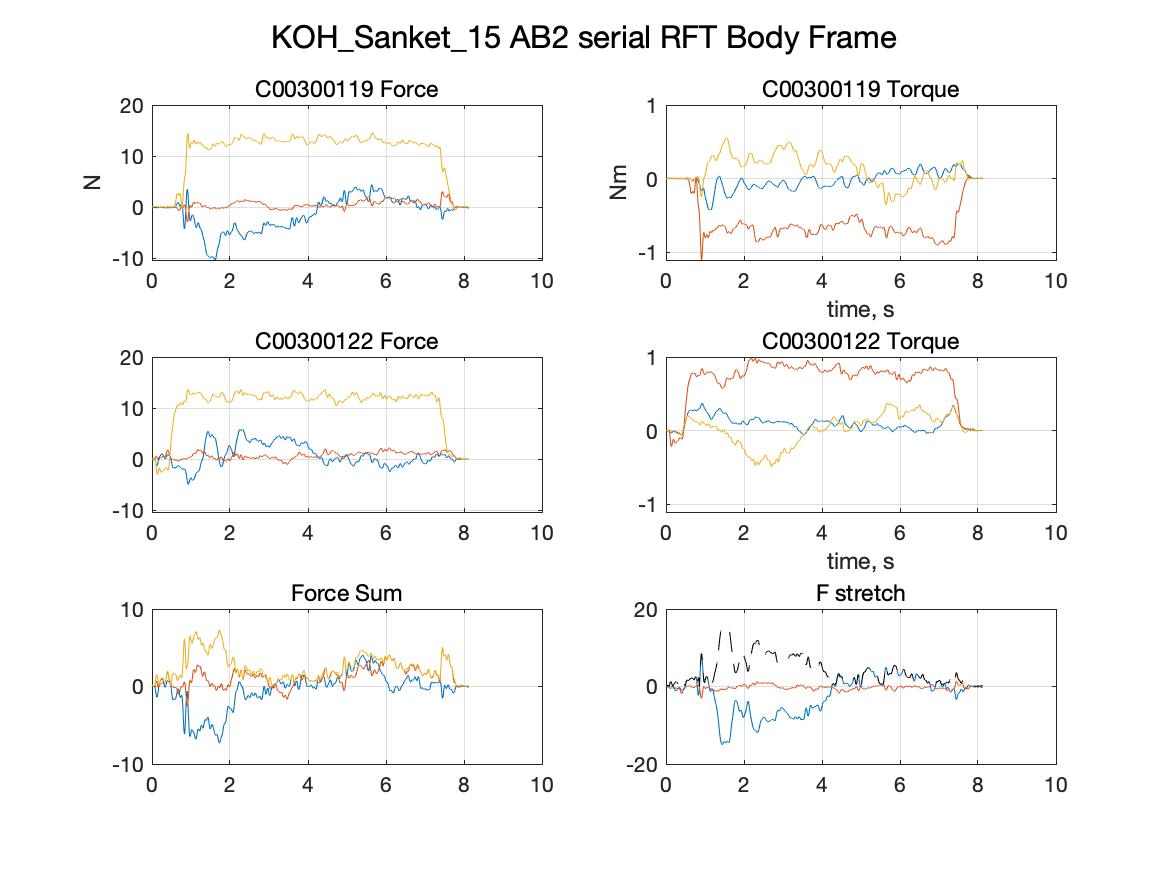 KOH_Sanket_15 AB2 serial RFT Body Frame
C00300119 Force
20
10
0
-10
N
0 2 4 6 8 10
C00300119 Torque
1
0
-1
Nm
0 2 4 6 8 10
time, s
C00300122 Force
20
10
0
-10
0 2 4 6 8 10
C00300122 Torque
1
0
-1
0 2 4 6 8 10
time, s
Force Sum
10
0
-10
0 2 4 6 8 10
F stretch
20
0
-20
0 2 4 6 8 10